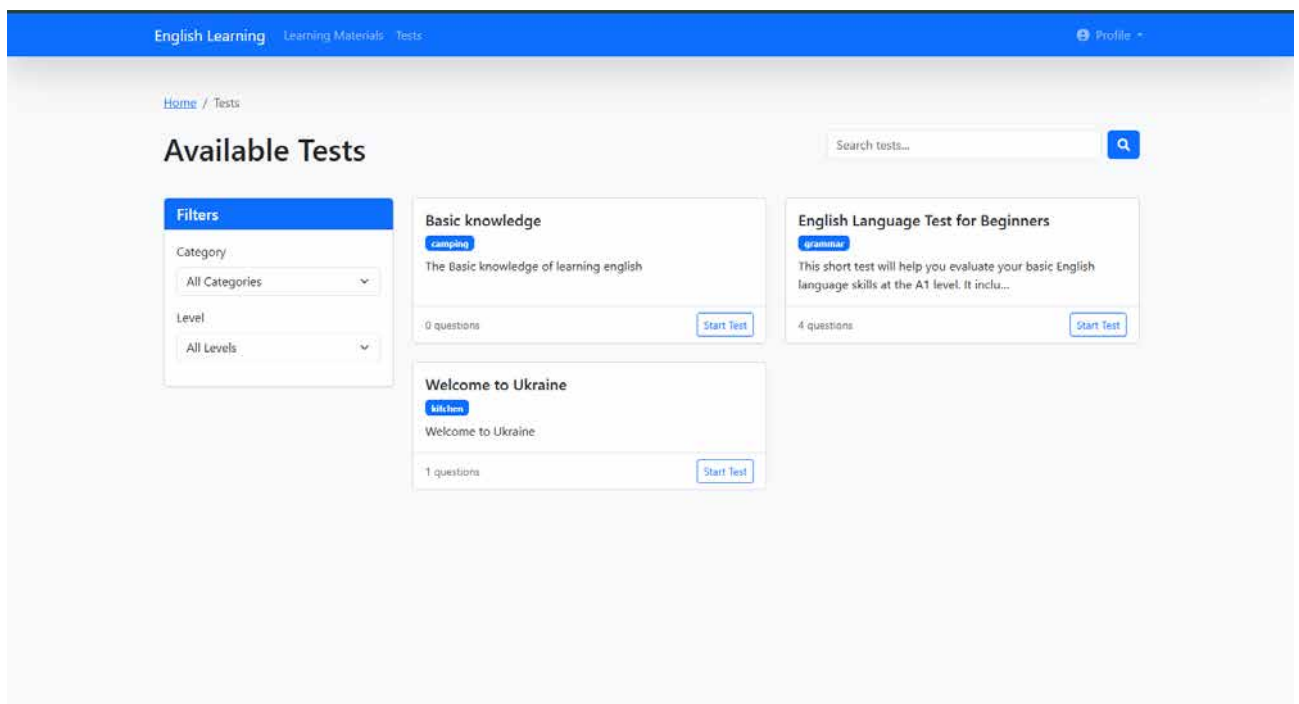 English Learning Learning Materials Tests Profile
Home / Tests
Available Tests
Search tests...
Filters
Category
All Categories
Level
All Levels
Basic knowledge
camping
The Basic knowledge of learning english
0 questions Start Test
English Language Test for Beginners
grammar
This short test will help you evaluate your basic English
language skills at the A1 level. It inclu...
4 questions Start Test
Welcome to Ukraine
kitchen
Welcome to Ukraine
1 questions Start Test